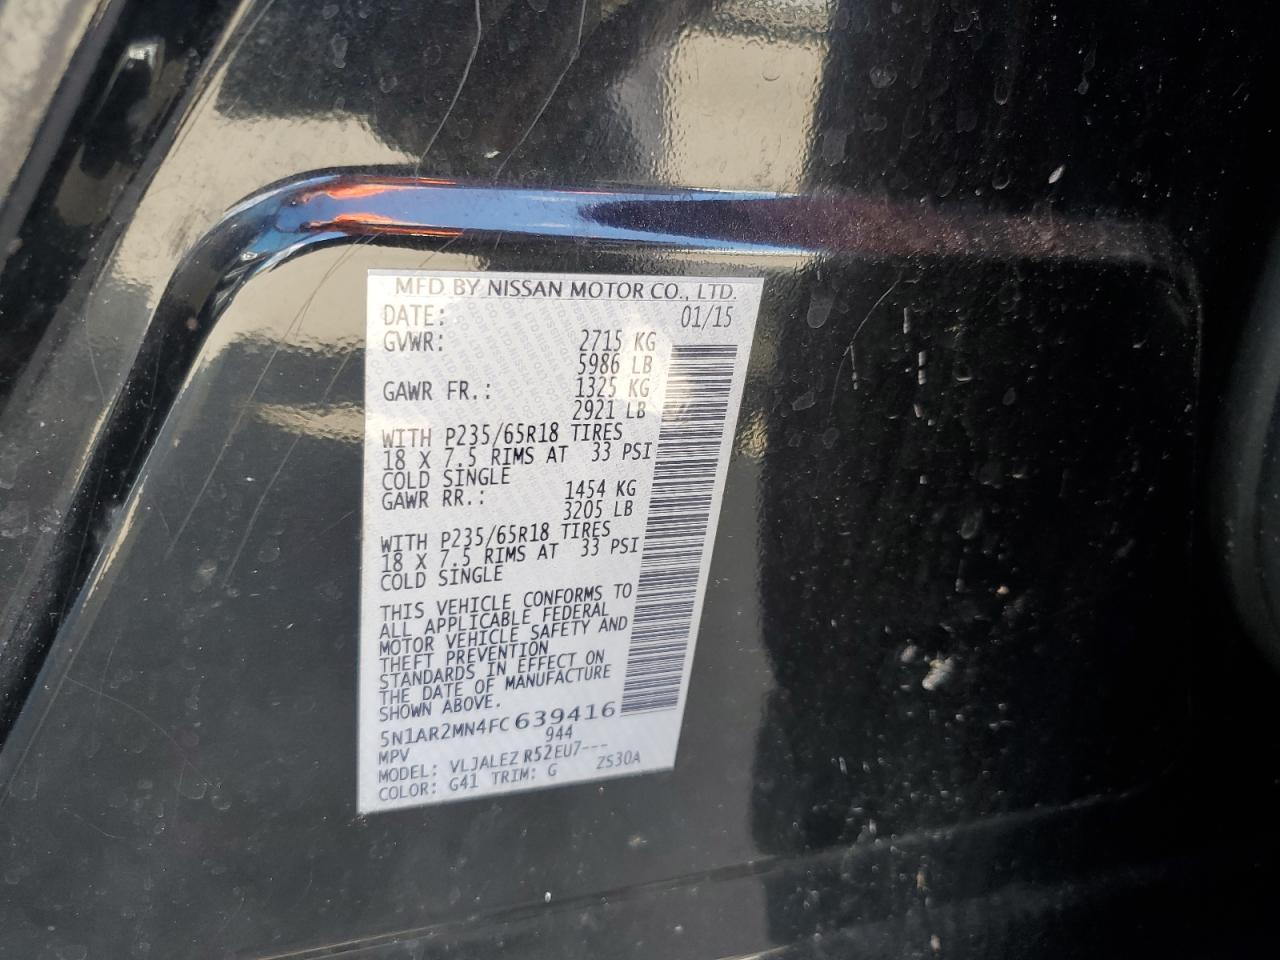 MFD BY NISSAN MOTOR CO., LTD.
DATE: 01/15
GVWR: 2715 KG
5986 LB
GAWR FR.: 1325 KG
2921 LB
WITH P235/65R18 TIRES
18 X 7.5 RIMS AT 33 PSI
COLD SINGLE
GAWR RR.: 1454 KG
3205 LB
WITH P235/65R18 TIRES
18 X 7.5 RIMS AT 33 PSI
COLD SINGLE
THIS VEHICLE CONFORMS TO
ALL APPLICABLE FEDERAL
MOTOR VEHICLE SAFETY AND
THEFT PREVENTION
STANDARDS IN EFFECT ON
THE DATE OF MANUFACTURE
SHOWN ABOVE.
5N1AR2MN4FC639416
MPV 944
MODEL: VLJALEZ R52EU7---
COLOR: G41 TRIM: G ZS30A